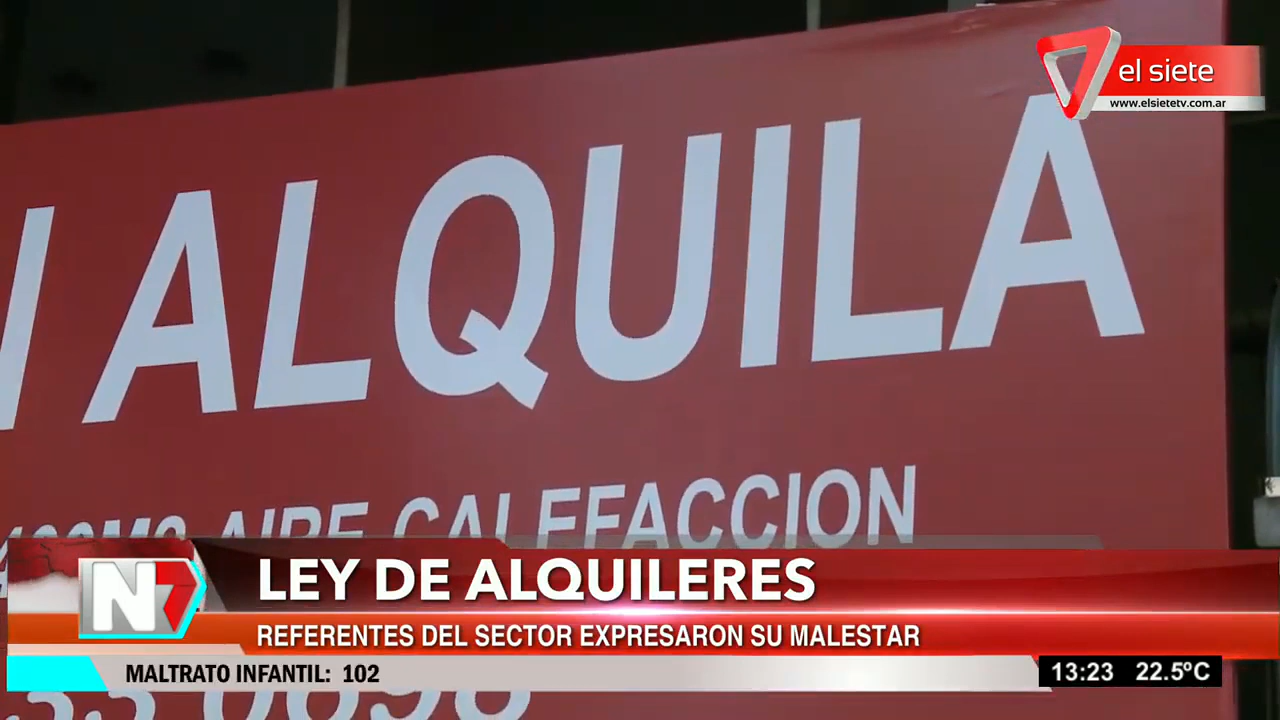 el siete
www.elsietetv.com.ar
ALQUILA
AIRE CALEFACCION
N7
LEY DE ALQUILERES
REFERENTES DEL SECTOR EXPRESARON SU MALESTAR
MALTRATO INFANTIL: 102
13:23 22.5ºC